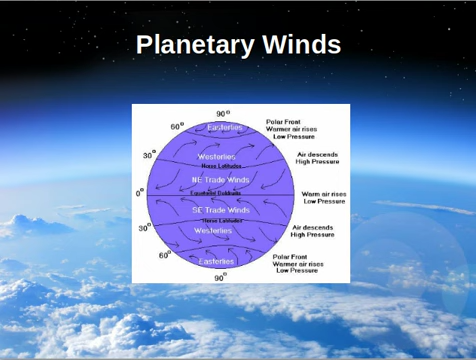 Planetary Winds
90°
60°
Easterlies
Polar Front
Warmer air rises
Low Pressure
30°
Westerlies
Horse Latitudes
Air descends
High Pressure
NE Trade Winds
0°
Equatorial Doldrums
Warm air rises
Low Pressure
SE Trade Winds
Horse Latitudes
30°
Westerlies
Air descends
High Pressure
60°
Easterlies
Polar Front
Warmer air rises
Low Pressure
90°